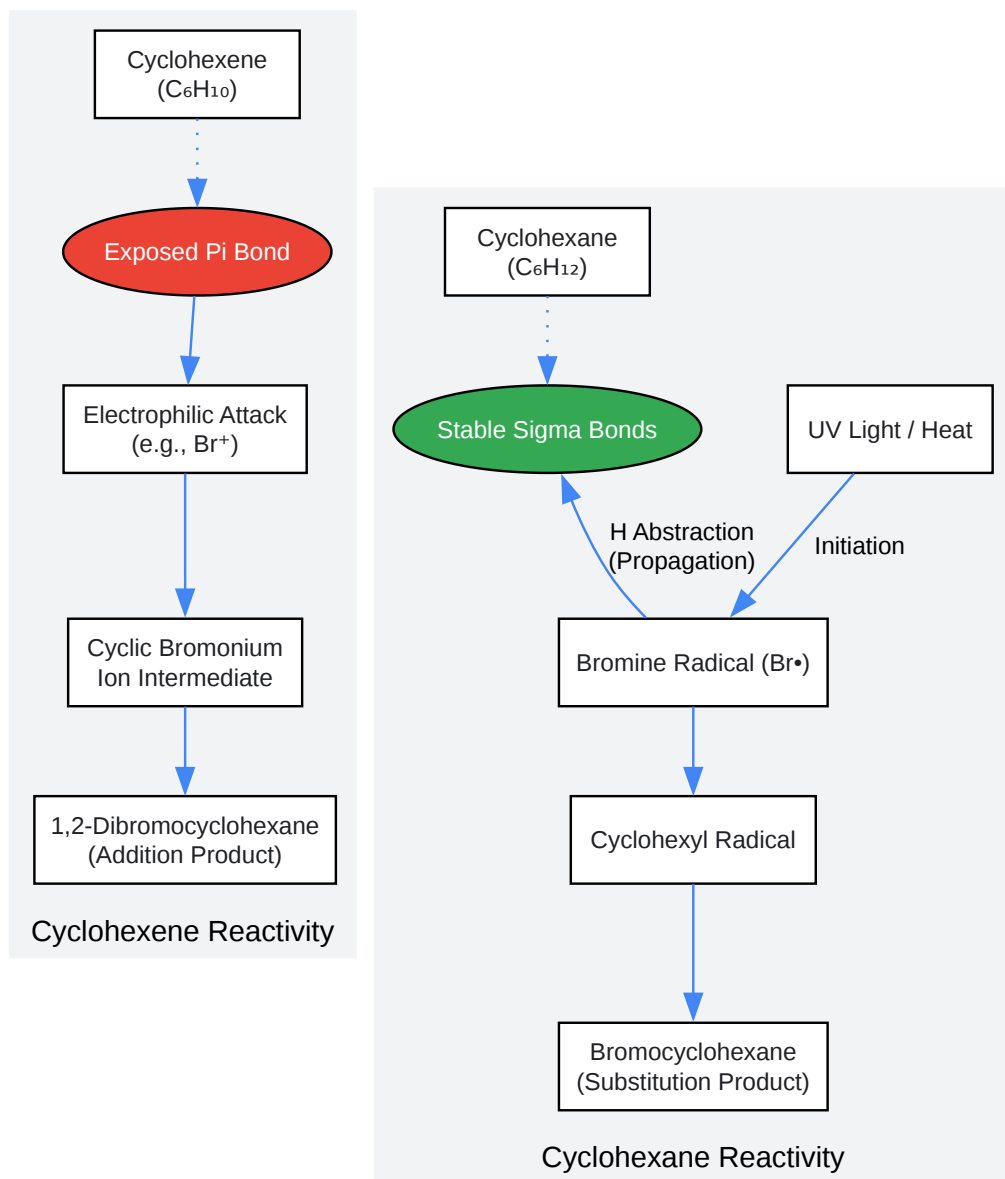 Cyclohexene
(C₆H₁₀)
Exposed Pi Bond
Electrophilic Attack
(e.g., Br⁺)
Cyclic Bromonium
Ion Intermediate
1,2-Dibromocyclohexane
(Addition Product)
Cyclohexene Reactivity
Cyclohexane
(C₆H₁₂)
Stable Sigma Bonds
UV Light / Heat
H Abstraction
(Propagation)
Initiation
Bromine Radical (Br•)
Cyclohexyl Radical
Bromocyclohexane
(Substitution Product)
Cyclohexane Reactivity